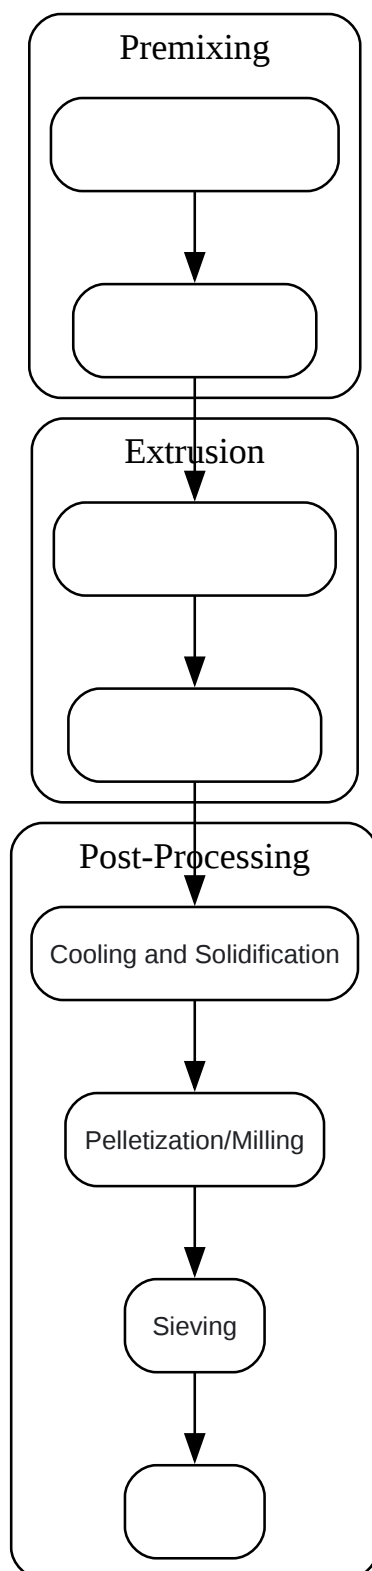 Premixing
Extrusion
Post-Processing
Cooling and Solidification
Pelletization/Milling
Sieving